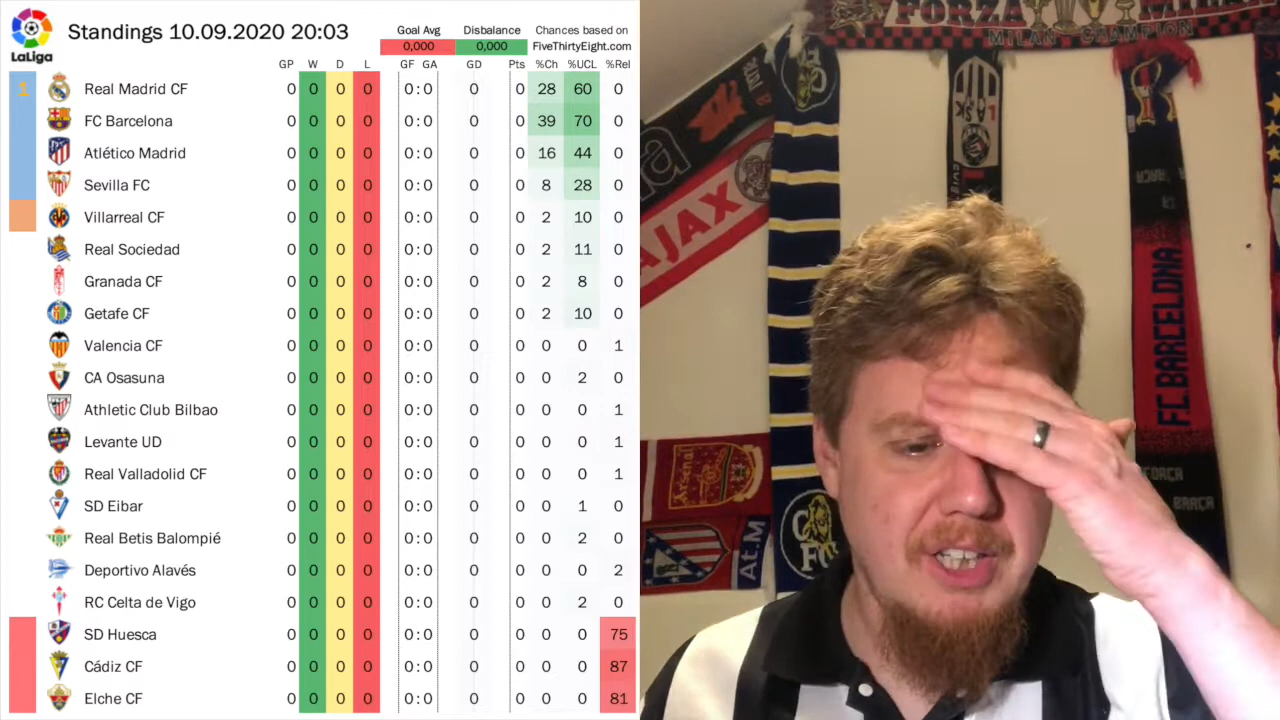 LaLiga
Standings 10.09.2020 20:03
Goal Avg Disbalance Chances based on
0,000 0,000 FiveThirtyEight.com
GP W D L GF GA GD Pts %Ch %UCL %Rel
1 Real Madrid CF 0 0 0 0 0:0 0 0 28 60 0
FC Barcelona 0 0 0 0 0:0 0 0 39 70 0
Atlético Madrid 0 0 0 0 0:0 0 0 16 44 0
Sevilla FC 0 0 0 0 0:0 0 0 8 28 0
Villarreal CF 0 0 0 0 0:0 0 0 2 10 0
Real Sociedad 0 0 0 0 0:0 0 0 2 11 0
Granada CF 0 0 0 0 0:0 0 0 2 8 0
Getafe CF 0 0 0 0 0:0 0 0 2 10 0
Valencia CF 0 0 0 0 0:0 0 0 0 0 1
CA Osasuna 0 0 0 0 0:0 0 0 0 2 0
Athletic Club Bilbao 0 0 0 0 0:0 0 0 0 0 1
Levante UD 0 0 0 0 0:0 0 0 0 0 1
Real Valladolid CF 0 0 0 0 0:0 0 0 0 0 1
SD Eibar 0 0 0 0 0:0 0 0 0 1 0
Real Betis Balompié 0 0 0 0 0:0 0 0 0 2 0
Deportivo Alavés 0 0 0 0 0:0 0 0 0 0 2
RC Celta de Vigo 0 0 0 0 0:0 0 0 0 2 0
SD Huesca 0 0 0 0 0:0 0 0 0 0 75
Cádiz CF 0 0 0 0 0:0 0 0 0 0 87
Elche CF 0 0 0 0 0:0 0 0 0 0 81
FORZA MILAN
MILAN CHAMPION
LASK
AJAX
BARÇA
FC.BARCELONA
FORÇA
BARÇA
Arsenal
At.M
CFC